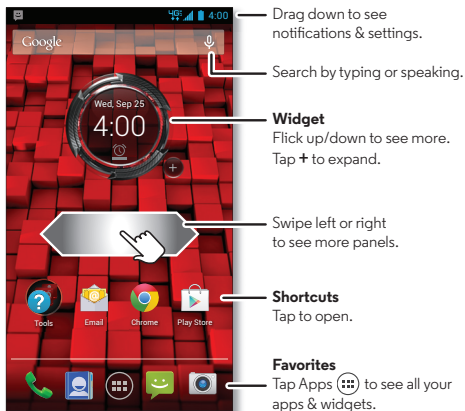 4G 4:00
Google
Wed, Sep 25
4:00
+
Tools Email Chrome Play Store
Drag down to see
notifications & settings.
Search by typing or speaking.
Widget
Flick up/down to see more.
Tap + to expand.
Swipe left or right
to see more panels.
Shortcuts
Tap to open.
Favorites
Tap Apps to see all your
apps & widgets.